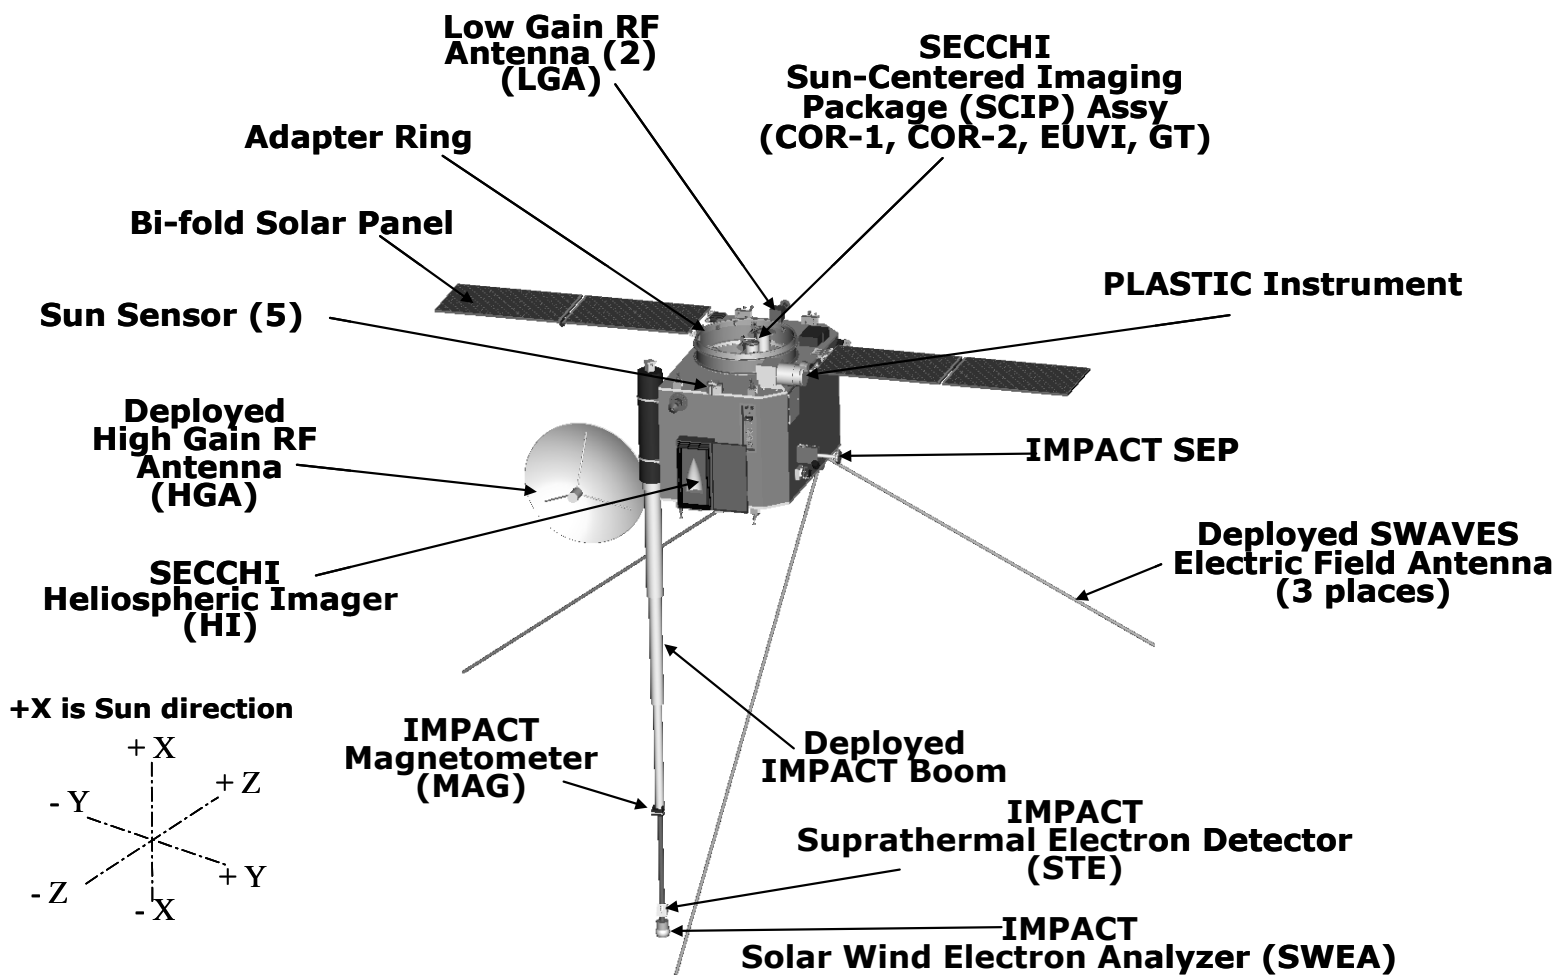 Low Gain RF
Antenna (2)
(LGA)
SECCHI
Sun-Centered Imaging
Package (SCIP) Assy
(COR-1, COR-2, EUVI, GT)
Adapter Ring
Bi-fold Solar Panel
PLASTIC Instrument
Sun Sensor (5)
Deployed
High Gain RF
Antenna
(HGA)
IMPACT SEP
Deployed SWAVES
Electric Field Antenna
(3 places)
SECCHI
Heliospheric Imager
(HI)
+X is Sun direction
+ X
+ Z
- Y
- Z
- X
+ Y
IMPACT
Magnetometer
(MAG)
Deployed
IMPACT Boom
IMPACT
Suprathermal Electron Detector
(STE)
IMPACT
Solar Wind Electron Analyzer (SWEA)